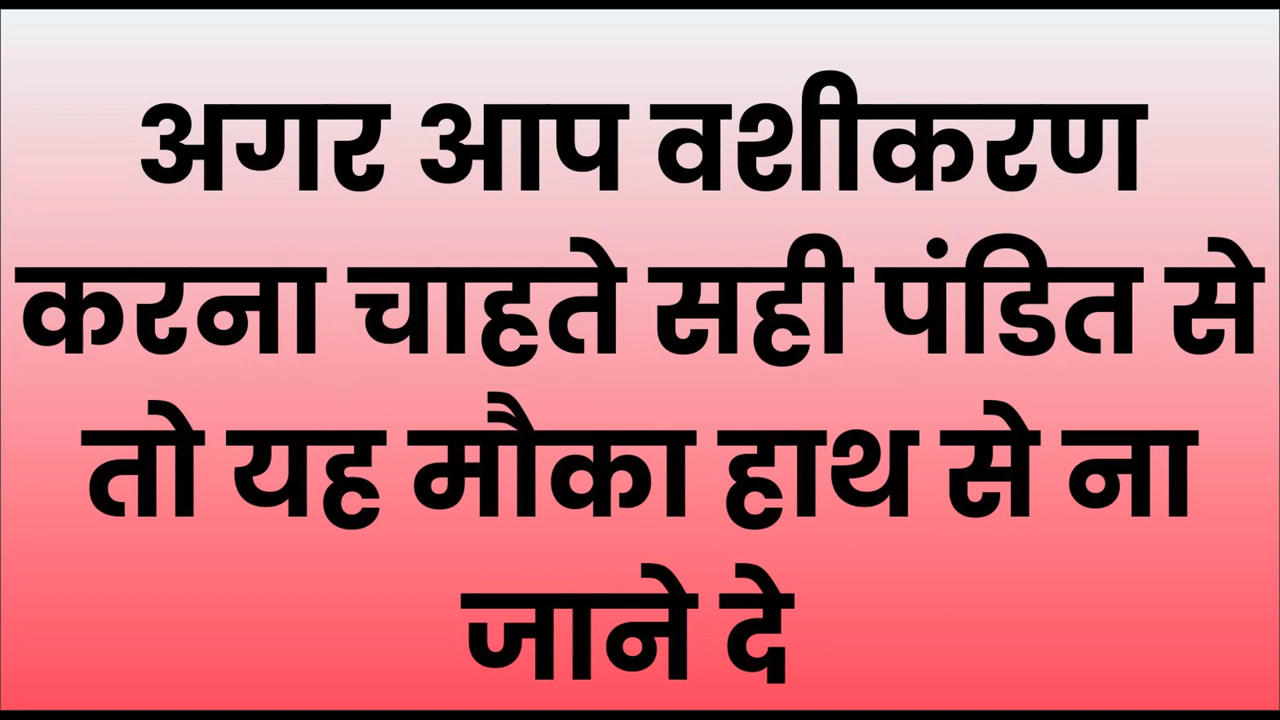 अगर आप वशीकरण
करना चाहते सही पंडित से
तो यह मौका हाथ से ना
जाने दे